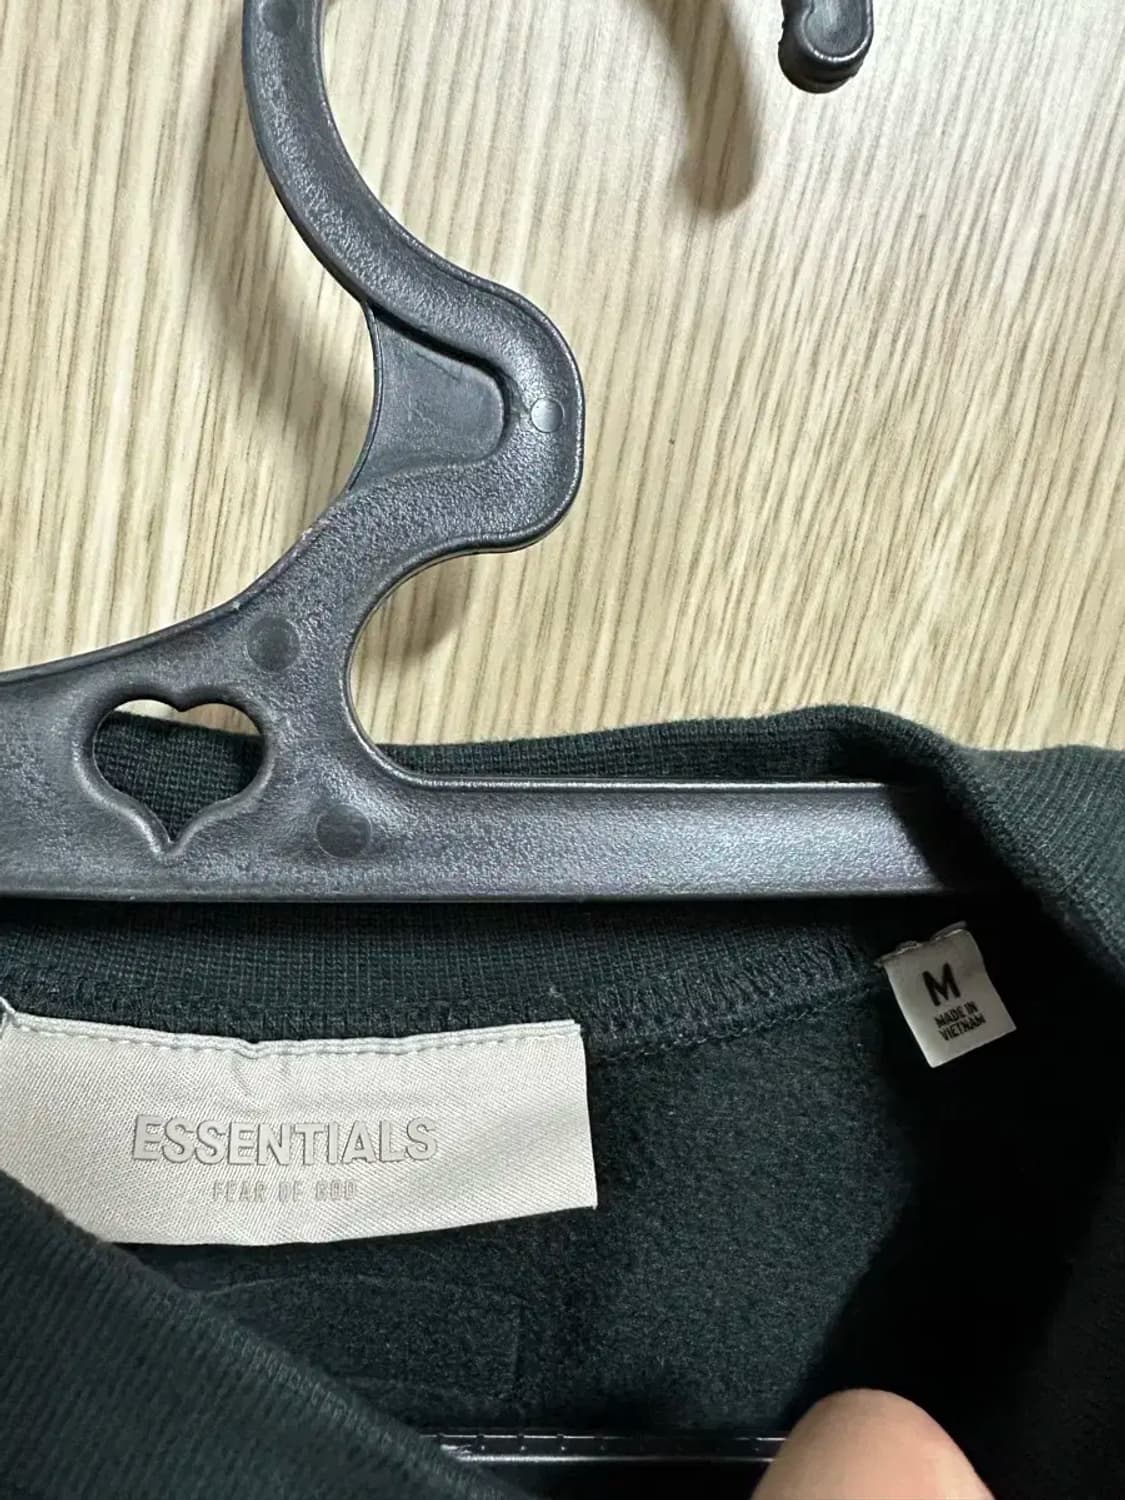 M
MADE IN
VIETNAM
ESSENTIALS
FEAR OF GOD